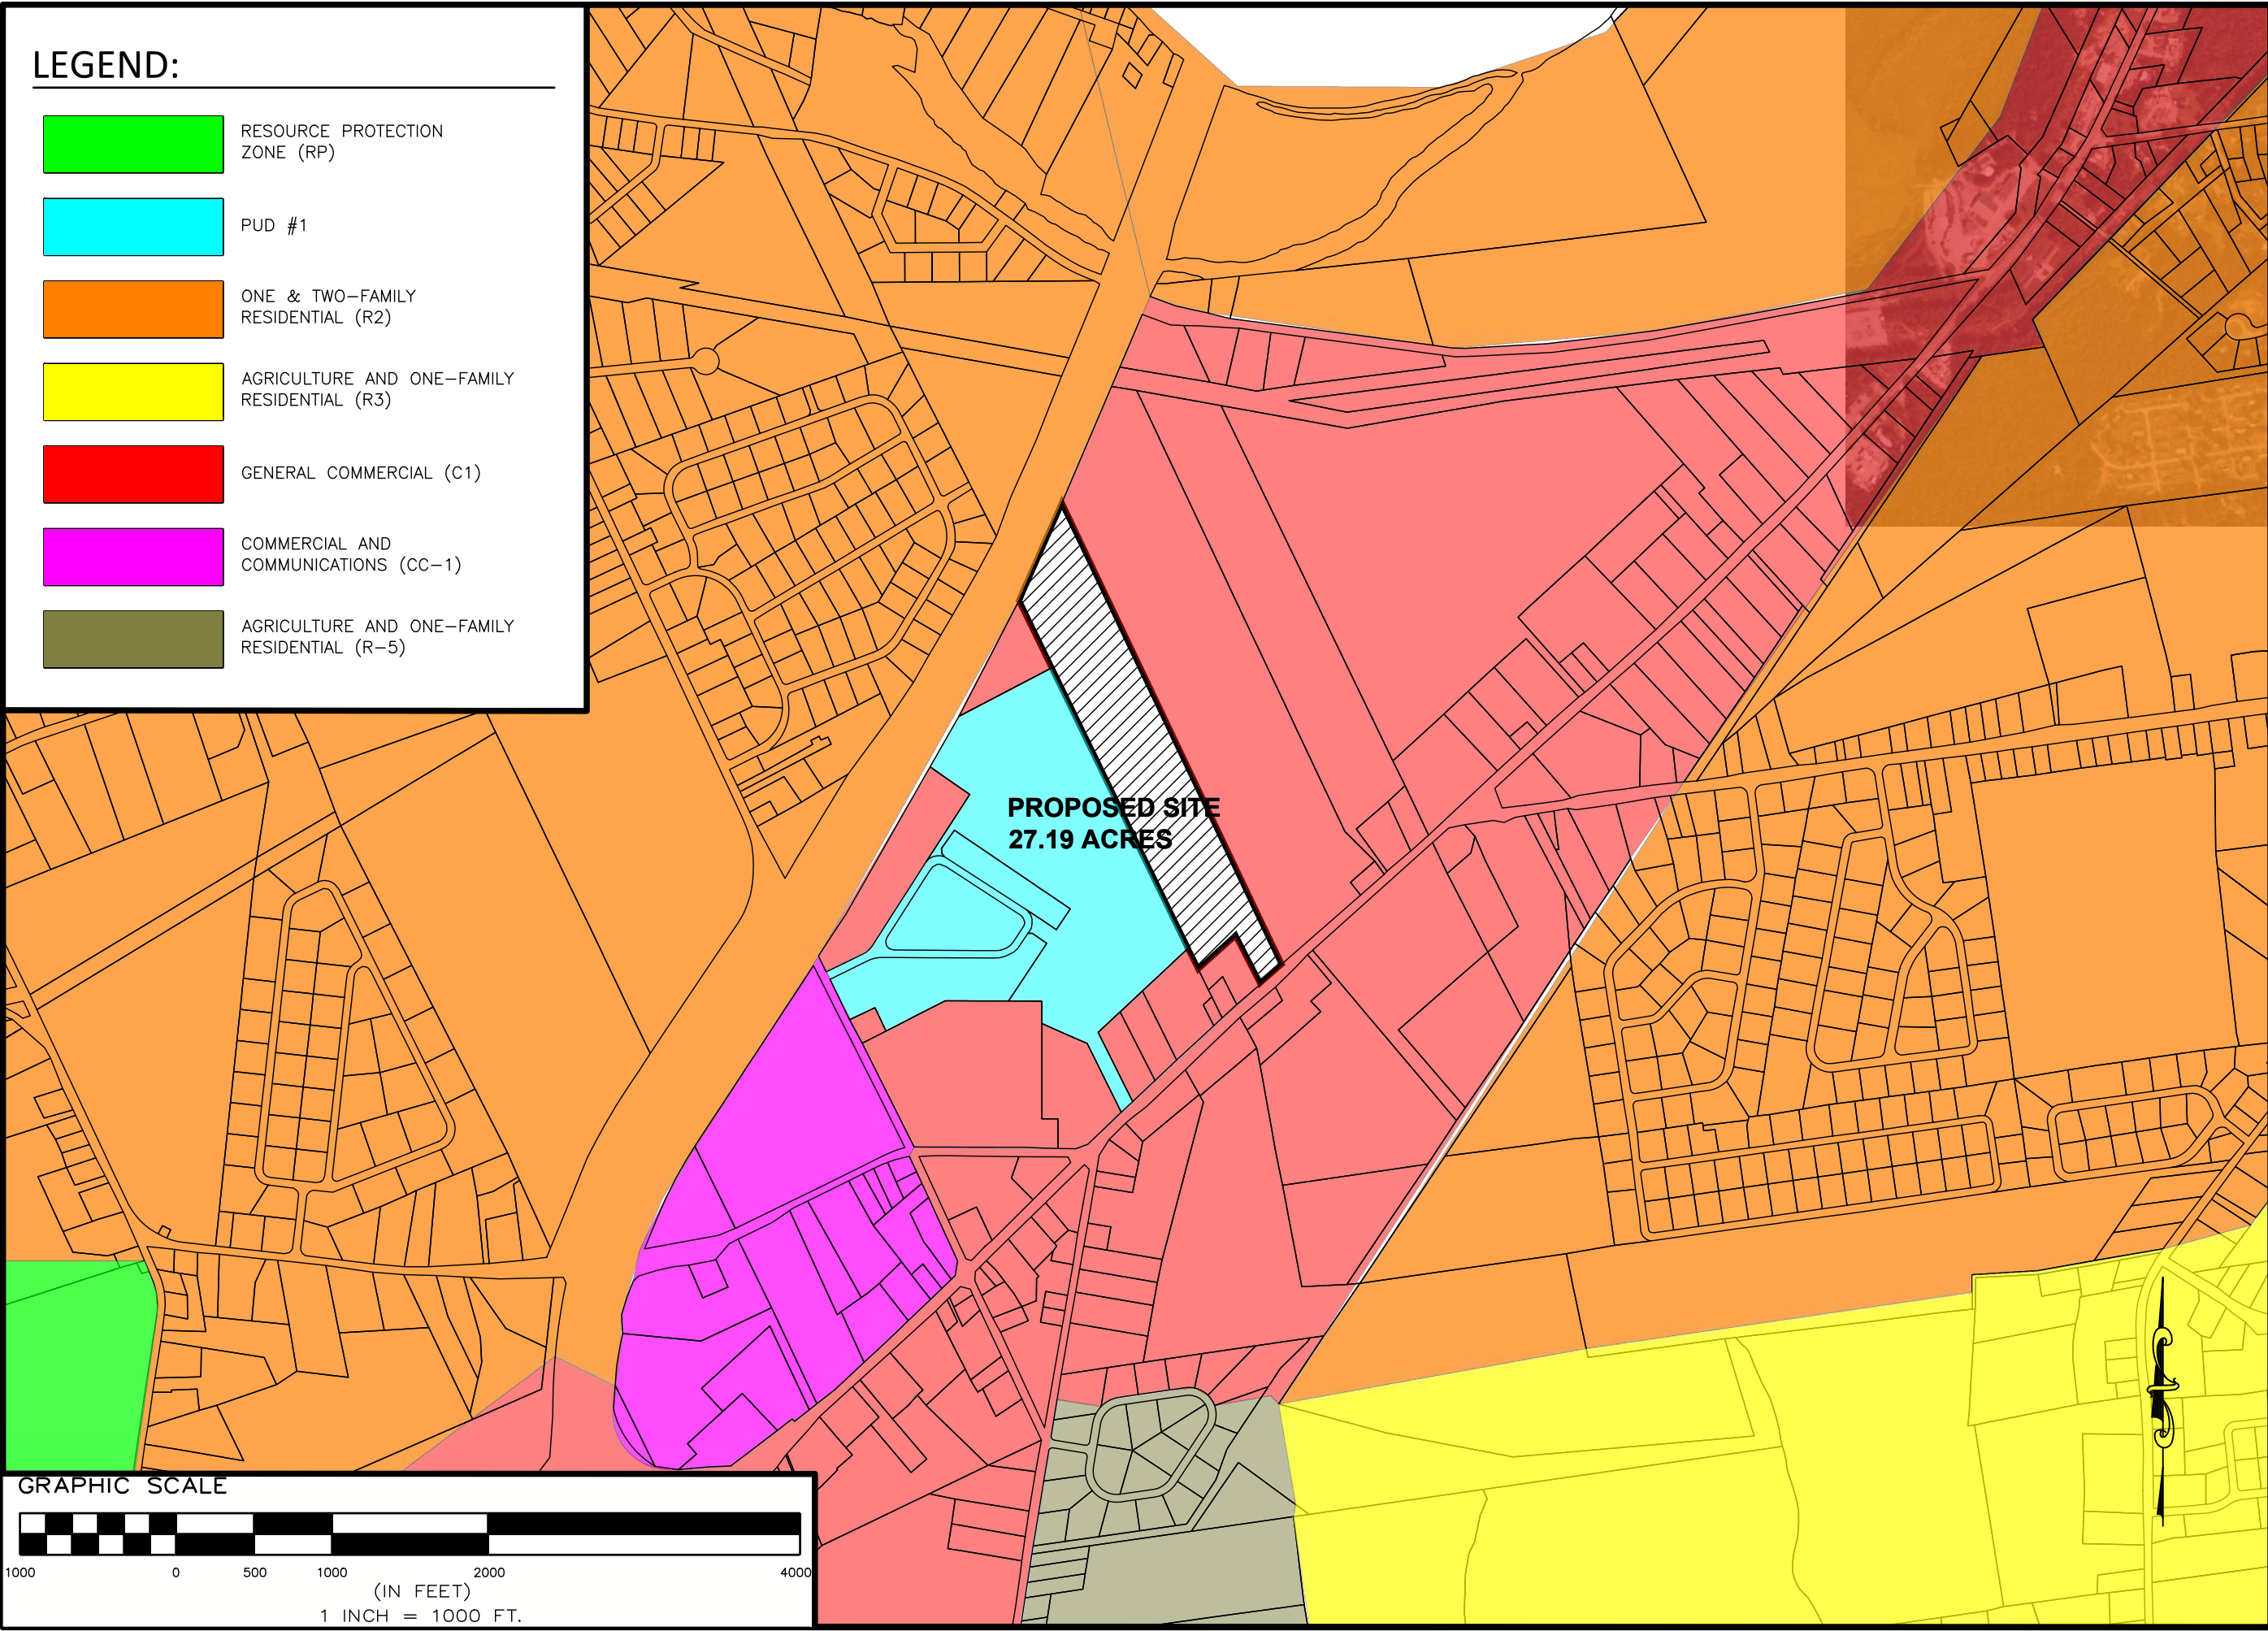 LEGEND:
RESOURCE PROTECTION
ZONE (RP)
PUD #1
ONE & TWO-FAMILY
RESIDENTIAL (R2)
AGRICULTURE AND ONE-FAMILY
RESIDENTIAL (R3)
GENERAL COMMERCIAL (C1)
COMMERCIAL AND
COMMUNICATIONS (CC-1)
AGRICULTURE AND ONE-FAMILY
RESIDENTIAL (R-5)
PROPOSED SITE
27.19 ACRES
GRAPHIC SCALE
1000 0 500 1000 2000 4000
(IN FEET)
1 INCH = 1000 FT.